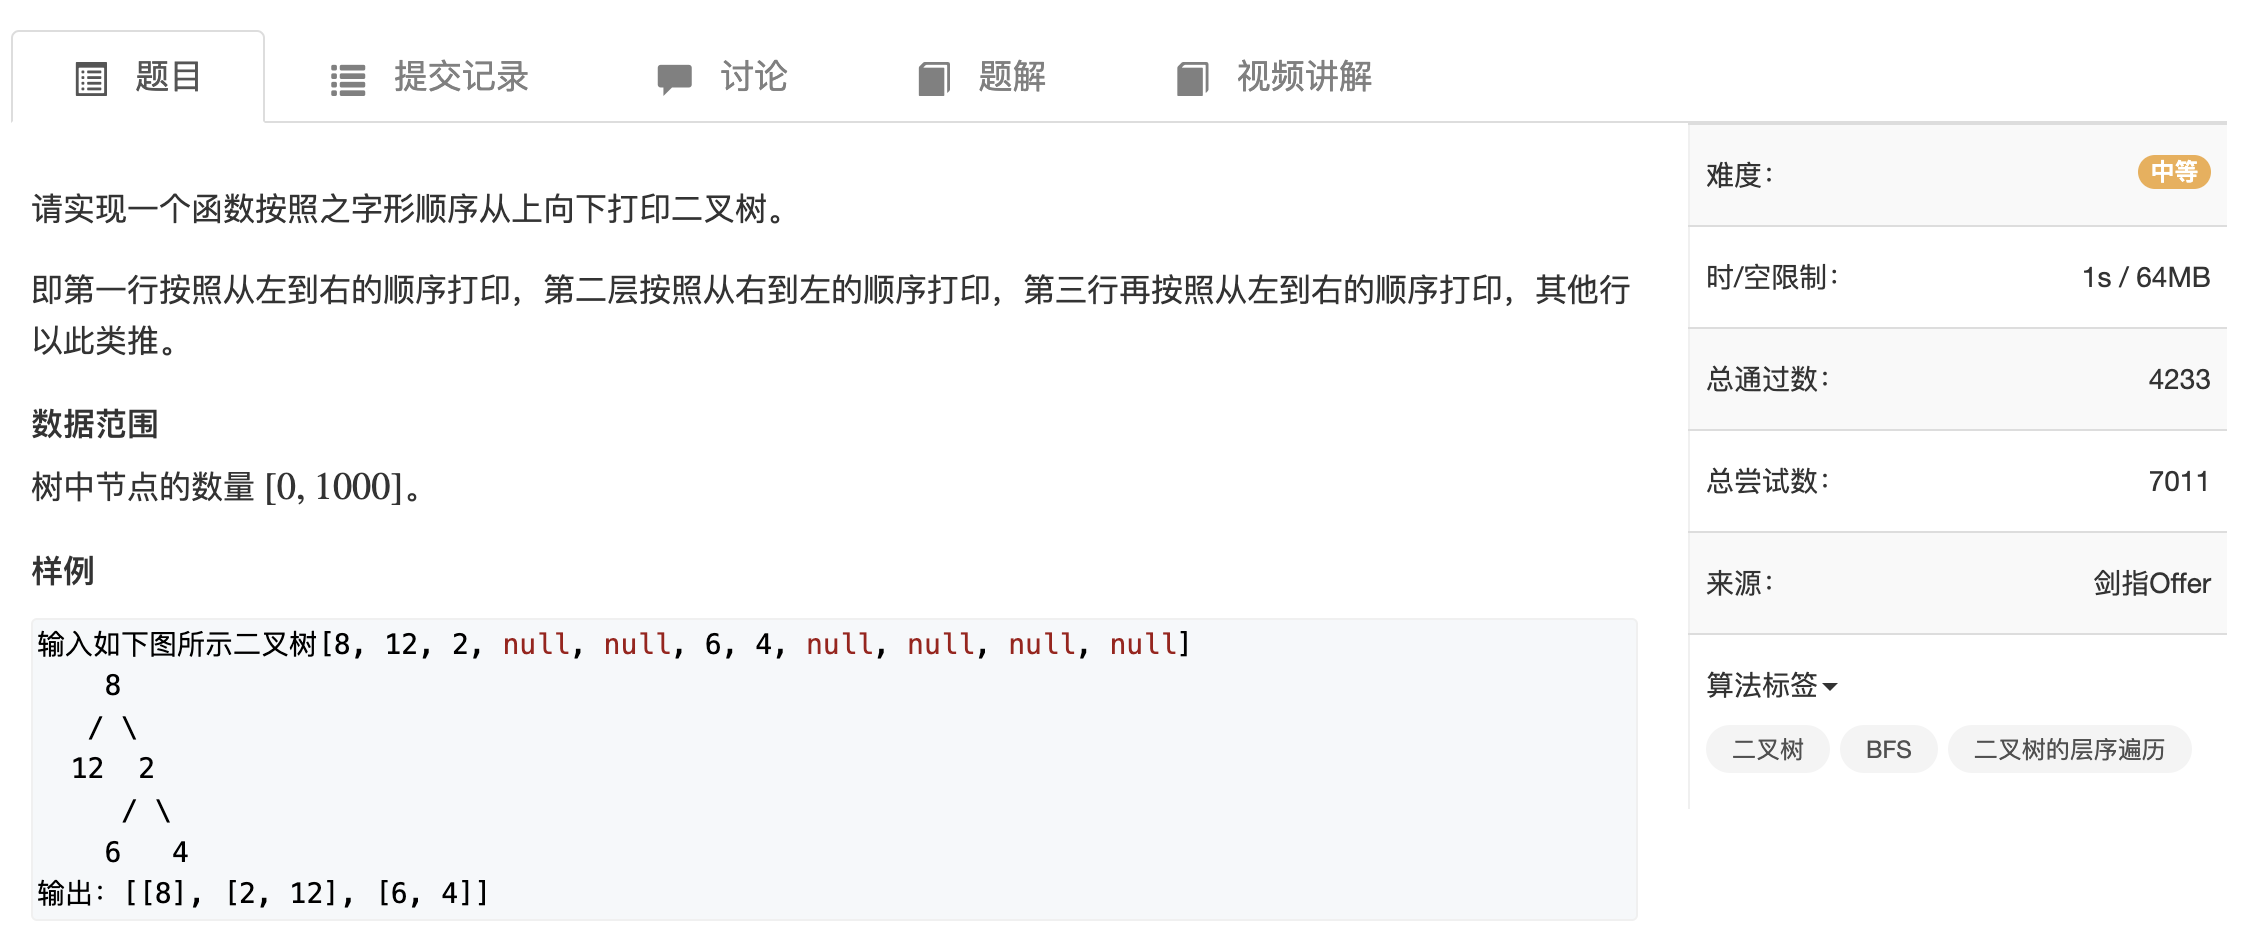 题目 提交记录 讨论 题解 视频讲解
请实现一个函数按照之字形顺序从上向下打印二叉树。
即第一行按照从左到右的顺序打印，第二层按照从右到左的顺序打印，第三行再按照从左到右的顺序打印，其他行
以此类推。
数据范围
树中节点的数量 [0, 1000]。
样例
输入如下图所示二叉树[8, 12, 2, null, null, 6, 4, null, null, null, null]
    8
   / \
  12  2
     / \
    6   4
输出：[[8], [2, 12], [6, 4]]
难度： 中等
时/空限制： 1s / 64MB
总通过数： 4233
总尝试数： 7011
来源： 剑指Offer
算法标签
二叉树 BFS 二叉树的层序遍历